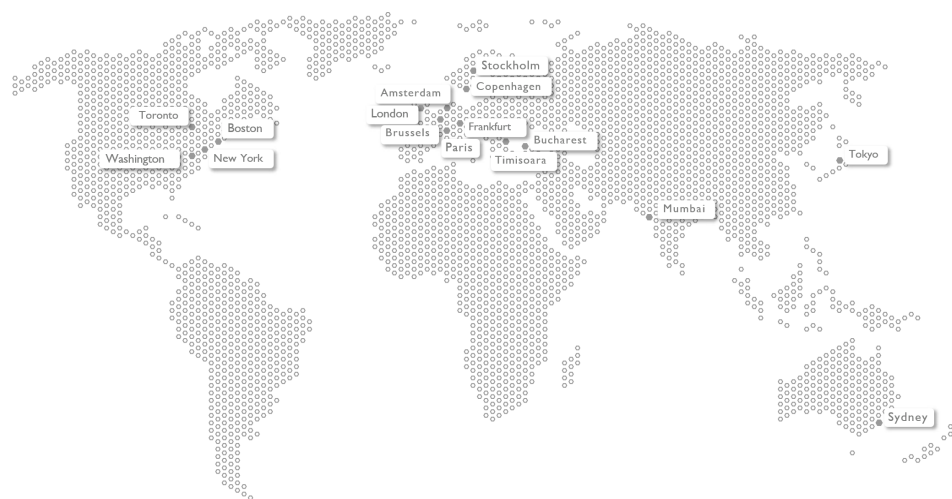 Stockholm
Copenhagen
Amsterdam
London
Toronto
Boston
Frankfurt
Brussels
Bucharest
Paris
Washington
New York
Timisoara
Tokyo
Mumbai
Sydney